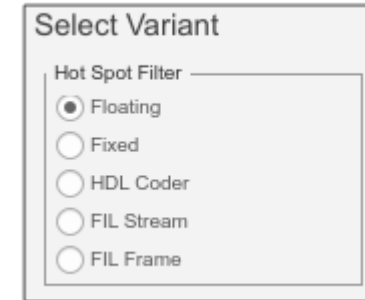 Select Variant
Hot Spot Filter
Floating
Fixed
HDL Coder
FIL Stream
FIL Frame